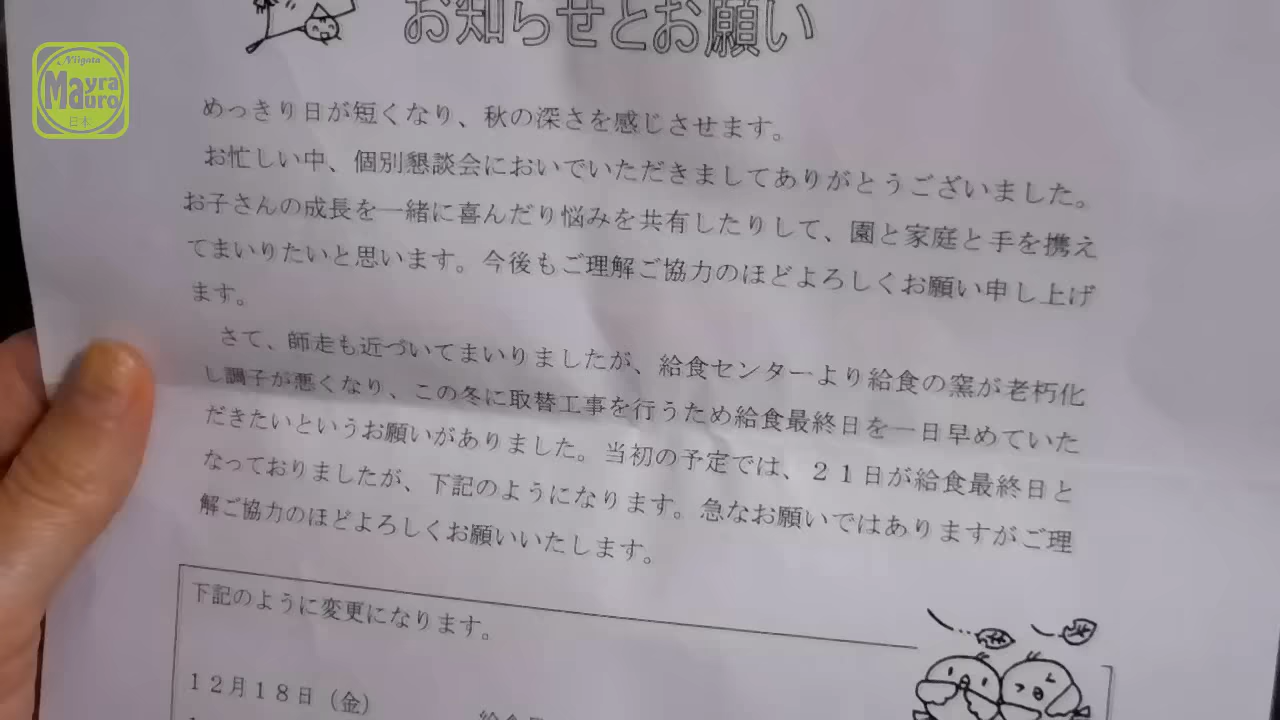 Niigata
Mayra
Mauro
日本
お知らせとお願い
めっきり日が短くなり、秋の深さを感じさせます。
お忙しい中、個別懇談会においでいただきましてありがとうございました。
お子さんの成長を一緒に喜んだり悩みを共有したりして、園と家庭と手を携え
てまいりたいと思います。今後もご理解ご協力のほどよろしくお願い申し上げ
ます。
さて、師走も近づいてまいりましたが、給食センターより給食の窯が老朽化
し調子が悪くなり、この冬に取替工事を行うため給食最終日を一日早めていた
だきたいというお願いがありました。当初の予定では、２１日が給食最終日と
なっておりましたが、下記のようになります。急なお願いではありますがご理
解ご協力のほどよろしくお願いいたします。
下記のように変更になります。
１２月１８日（金）　給食